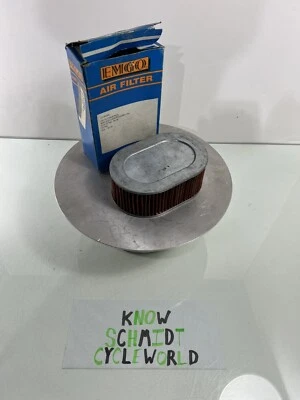 EMGO
AIR FILTER
KNOW
SCHMIDT
CYCLEWORLD